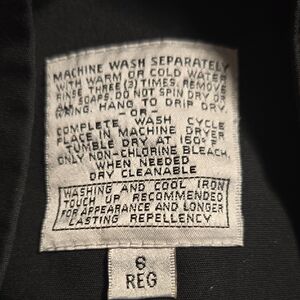 MACHINE WASH SEPARATELY
WITH WARM OR COLD WATER
RINSE THREE (3) TIMES. REMOVE
ALL SOAPS. DO NOT SPIN DRY OR
WRING. HANG TO DRIP DRY.
-OR-
COMPLETE WASH CYCLE
PLACE IN MACHINE DRYER
TUMBLE DRY AT 150°F
ONLY NON-CHLORINE BLEACH,
WHEN NEEDED
DRY CLEANABLE
WASHING AND COOL IRON
TOUCH UP RECOMMENDED
FOR APPEARANCE AND LONGER
LASTING REPELLENCY
6
REG